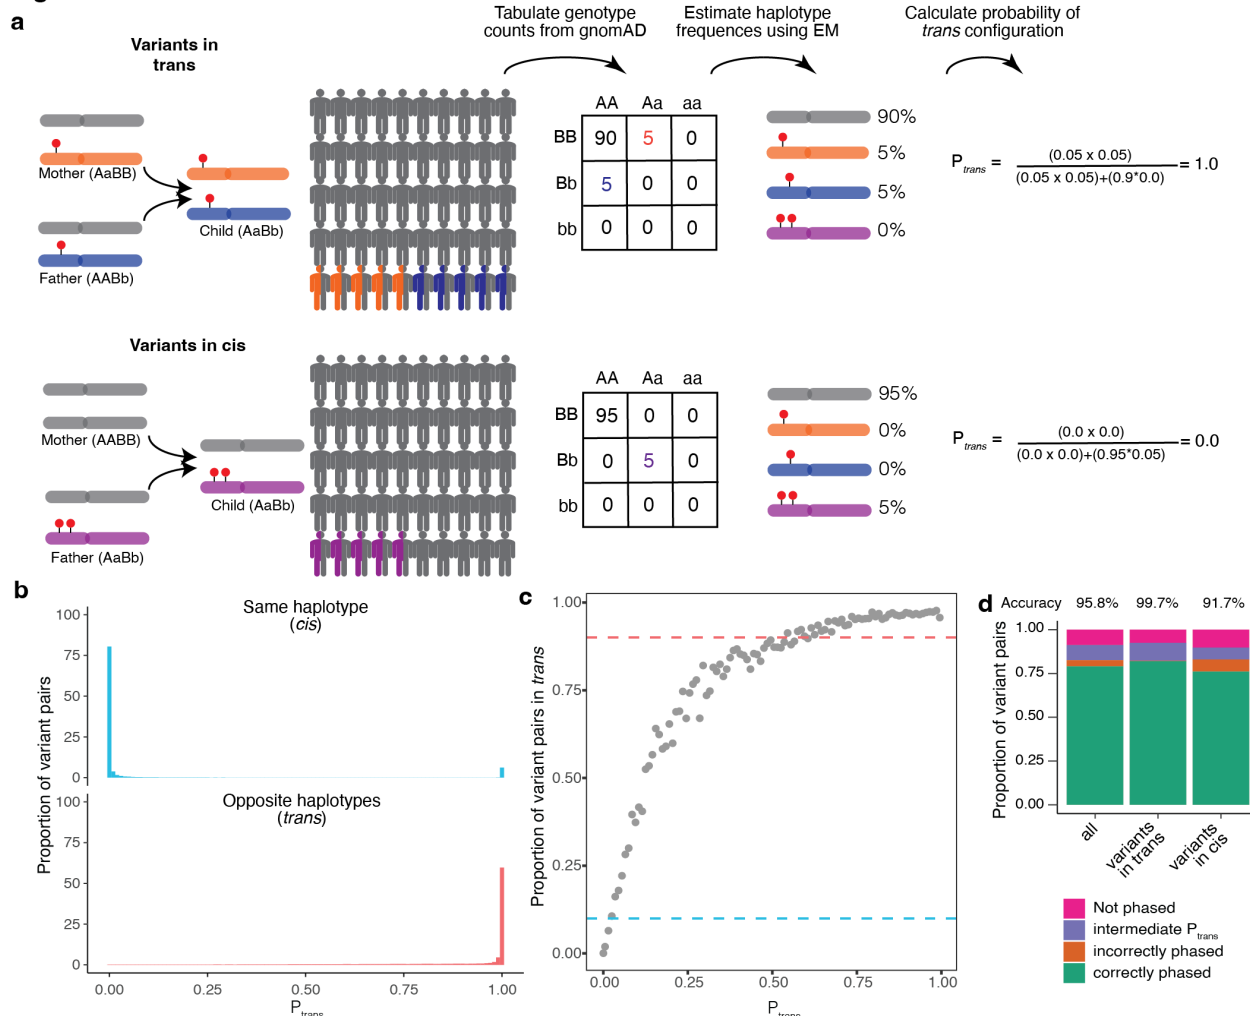 a
Tabulate genotype
counts from gnomAD
Estimate haplotype
frequences using EM
Calculate probability of
trans configuration
Variants in
trans
Mother (AaBB)
Father (AABb)
Child (AaBb)
AA Aa aa
BB 90 5 0
Bb 5 0 0
bb 0 0 0
90%
5%
5%
0%
Ptrans = (0.05 x 0.05) = 1.0
(0.05 x 0.05)+(0.9*0.0)
Variants in cis
Mother (AABB)
Father (AaBb)
Child (AaBb)
AA Aa aa
BB 95 0 0
Bb 0 5 0
bb 0 0 0
95%
0%
0%
5%
Ptrans = (0.0 x 0.0) = 0.0
(0.0 x 0.0)+(0.95*0.05)
b
Proportion of variant pairs
Same haplotype
(cis)
100
75
50
25
0
Opposite haplotypes
(trans)
100
75
50
25
0
0.00 0.25 0.50 0.75 1.00
Ptrans
c
Proportion of variant pairs in trans
1.00
0.75
0.50
0.25
0.00
0.00 0.25 0.50 0.75 1.00
Ptrans
d
Accuracy 95.8% 99.7% 91.7%
Proportion of variant pairs
1.00
0.75
0.50
0.25
0.00
all
variants
in trans
variants
in cis
Not phased
intermediate Ptrans
incorrectly phased
correctly phased